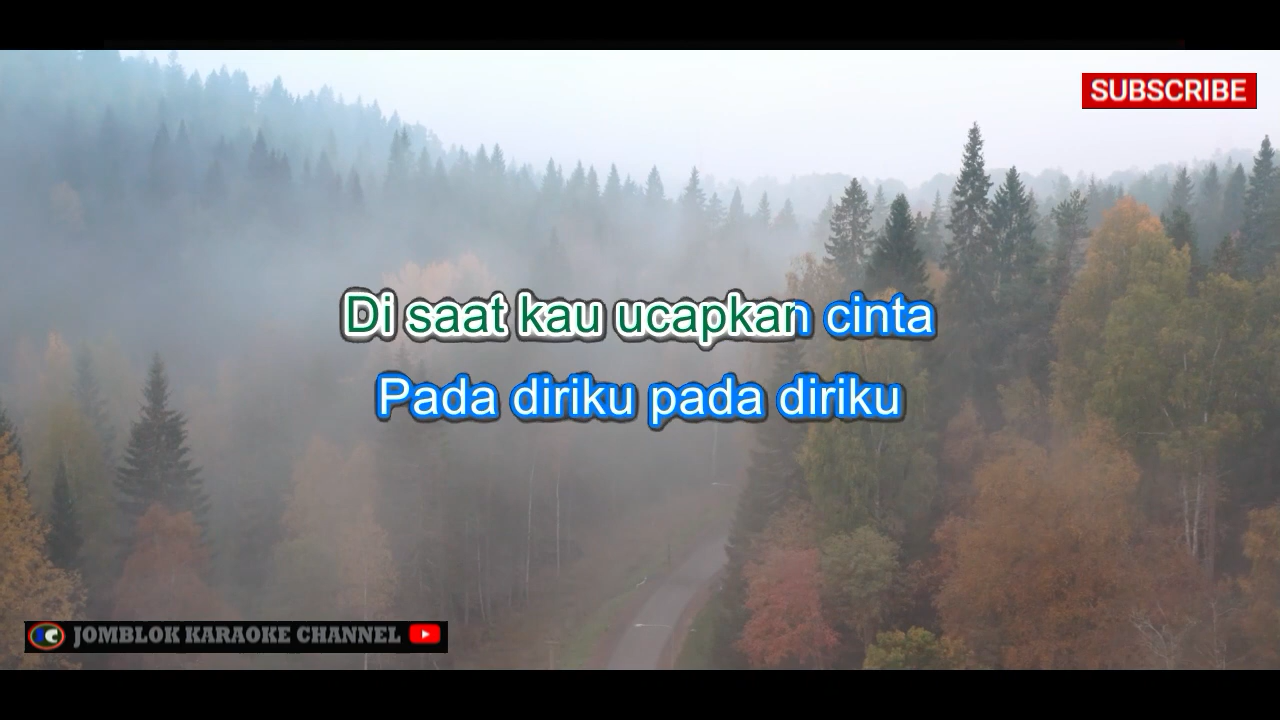 SUBSCRIBE
Di saat kau ucapkan cinta
Pada diriku pada diriku
JOMBLOK KARAOKE CHANNEL